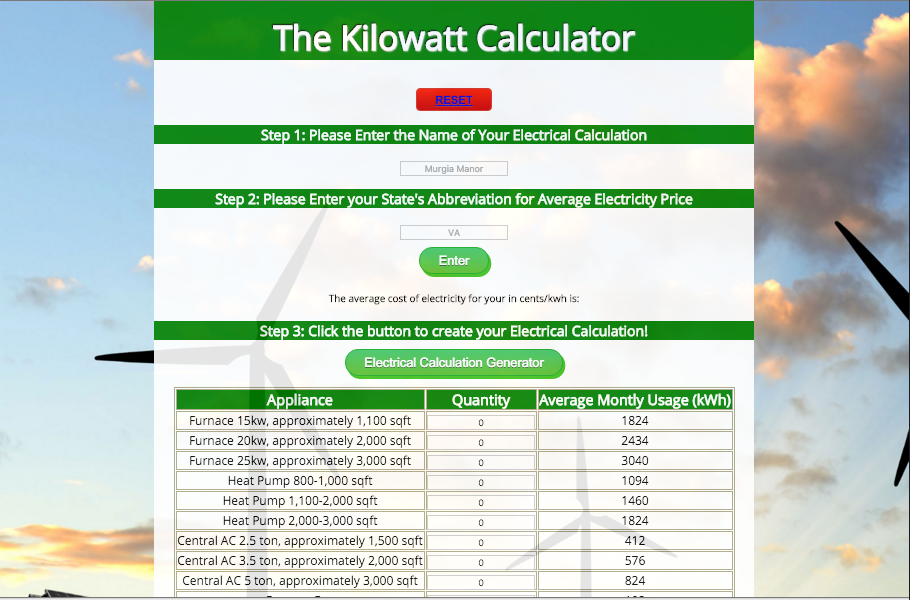 The Kilowatt Calculator
RESET
Step 1: Please Enter the Name of Your Electrical Calculation
Murgia Manor
Step 2: Please Enter your State's Abbreviation for Average Electricity Price
VA
Enter
The average cost of electricity for your in cents/kwh is:
Step 3: Click the button to create your Electrical Calculation!
Electrical Calculation Generator
Appliance Quantity Average Montly Usage (kWh)
Furnace 15kw, approximately 1,100 sqft 0 1824
Furnace 20kw, approximately 2,000 sqft 0 2434
Furnace 25kw, approximately 3,000 sqft 0 3040
Heat Pump 800-1,000 sqft 0 1094
Heat Pump 1,100-2,000 sqft 0 1460
Heat Pump 2,000-3,000 sqft 0 1824
Central AC 2.5 ton, approximately 1,500 sqft 0 412
Central AC 3.5 ton, approximately 2,000 sqft 0 576
Central AC 5 ton, approximately 3,000 sqft 0 824